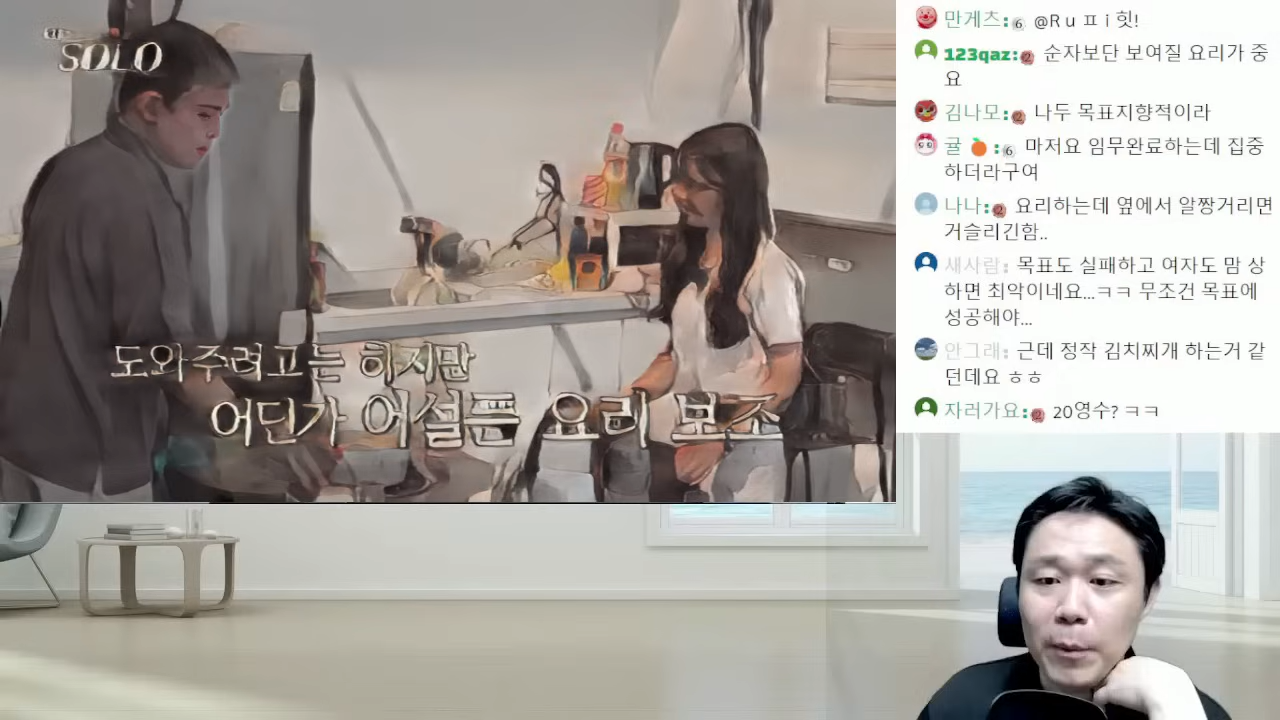 SOLO
도와주려고는 하지만
어딘가 어설픈 요리 보조
만게츠: 6 @R u ㅍ i 힛!
123qaz: 2 순자보단 보여질 요리가 중
요
김나모: 2 나두 목표지향적이라
귤 🍊: 6 마저요 임무완료하는데 집중
하더라구여
나나: 2 요리하는데 옆에서 알짱거리면
거슬리긴함..
새사람: 목표도 실패하고 여자도 맘 상
하면 최악이네요...ㅋㅋ 무조건 목표에
성공해야...
안그래: 근데 정작 김치찌개 하는거 같
던데요 ㅎㅎ
자러가요: 2 20영수? ㅋㅋ